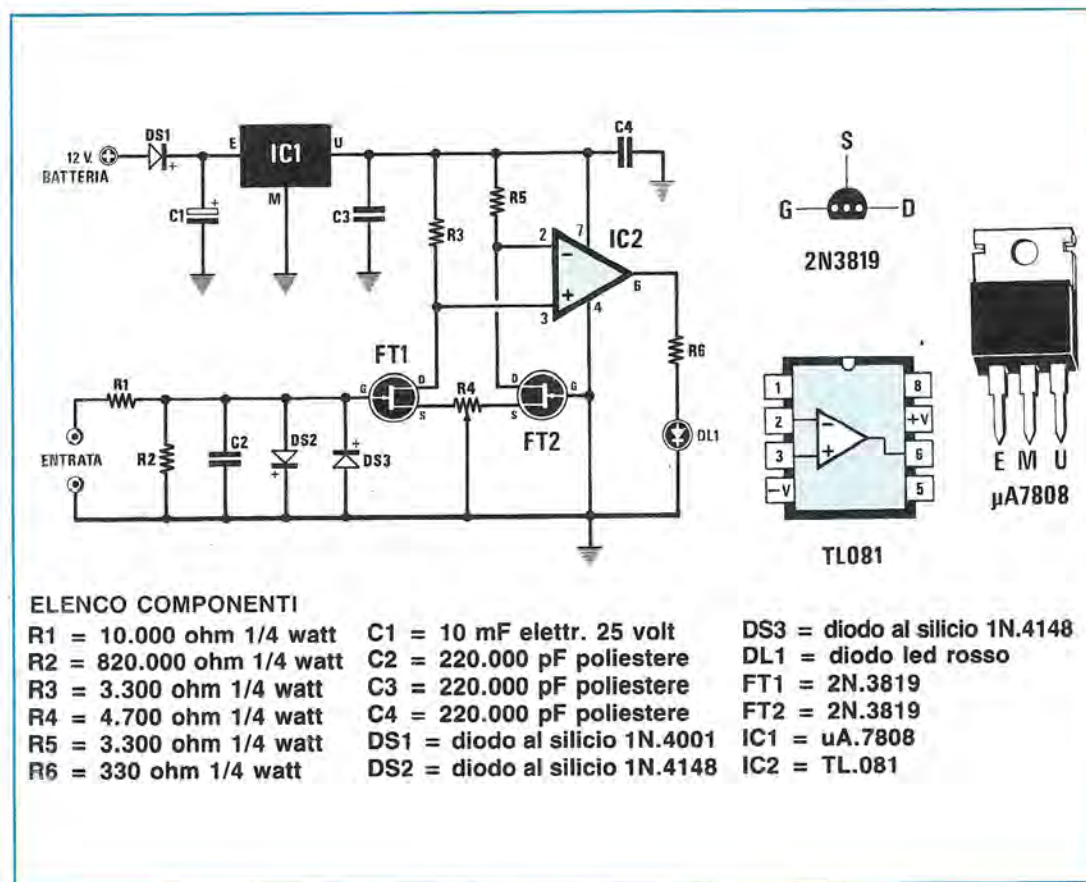 DS1
E
IC1
U
C4
12 V.
BATTERIA
+
+
C1
M
C3
R3
R5
2
7
IC2
−
+
6
3
4
FT1
R1
G
D
S
R4
D
S
G
FT2
R6
ENTRATA
R2
C2
DS2
+
DS3
+
DL1
S
G
D
2N3819
1
2
3
−V
8
+V
6
5
−
+
TL081
E M U
µA7808
ELENCO COMPONENTI
R1 = 10.000 ohm 1/4 watt
R2 = 820.000 ohm 1/4 watt
R3 = 3.300 ohm 1/4 watt
R4 = 4.700 ohm 1/4 watt
R5 = 3.300 ohm 1/4 watt
R6 = 330 ohm 1/4 watt
C1 = 10 mF elettr. 25 volt
C2 = 220.000 pF poliestere
C3 = 220.000 pF poliestere
C4 = 220.000 pF poliestere
DS1 = diodo al silicio 1N.4001
DS2 = diodo al silicio 1N.4148
DS3 = diodo al silicio 1N.4148
DL1 = diodo led rosso
FT1 = 2N.3819
FT2 = 2N.3819
IC1 = uA.7808
IC2 = TL.081